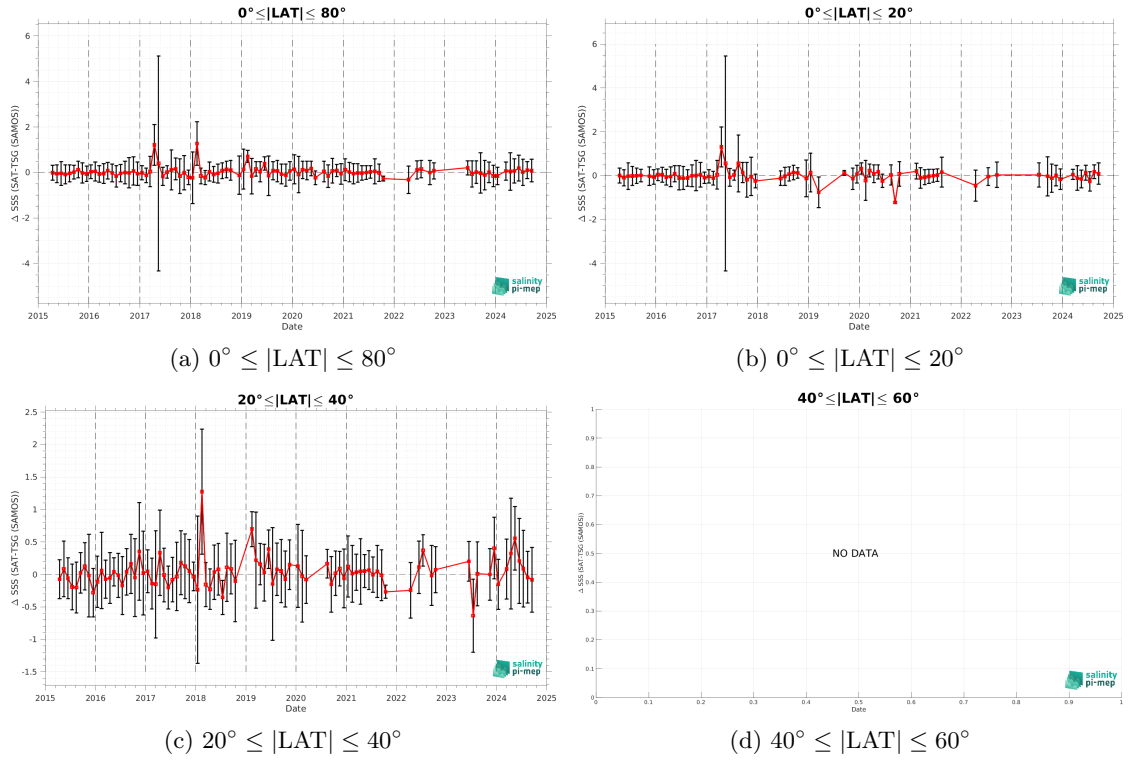 0°≤|LAT|≤ 80°
Δ SSS (SAT-TSG (SAMOS))
6
4
2
0
-2
-4
2015 2016 2017 2018 2019 2020 2021 2022 2023 2024 2025
Date
salinity
pi-mep
(a) 0° ≤ |LAT| ≤ 80°
0°≤|LAT|≤ 20°
Δ SSS (SAT-TSG (SAMOS))
6
4
2
0
-2
-4
2015 2016 2017 2018 2019 2020 2021 2022 2023 2024 2025
Date
salinity
pi-mep
(b) 0° ≤ |LAT| ≤ 20°
20°≤|LAT|≤ 40°
Δ SSS (SAT-TSG (SAMOS))
2.5
2
1.5
1
0.5
0
-0.5
-1
-1.5
2015 2016 2017 2018 2019 2020 2021 2022 2023 2024 2025
Date
salinity
pi-mep
(c) 20° ≤ |LAT| ≤ 40°
40°≤|LAT|≤ 60°
Δ SSS (SAT-TSG (SAMOS))
1
0.9
0.8
0.7
0.6
0.5
0.4
0.3
0.2
0.1
0
NO DATA
0 0.1 0.2 0.3 0.4 0.5 0.6 0.7 0.8 0.9 1
Date
salinity
pi-mep
(d) 40° ≤ |LAT| ≤ 60°